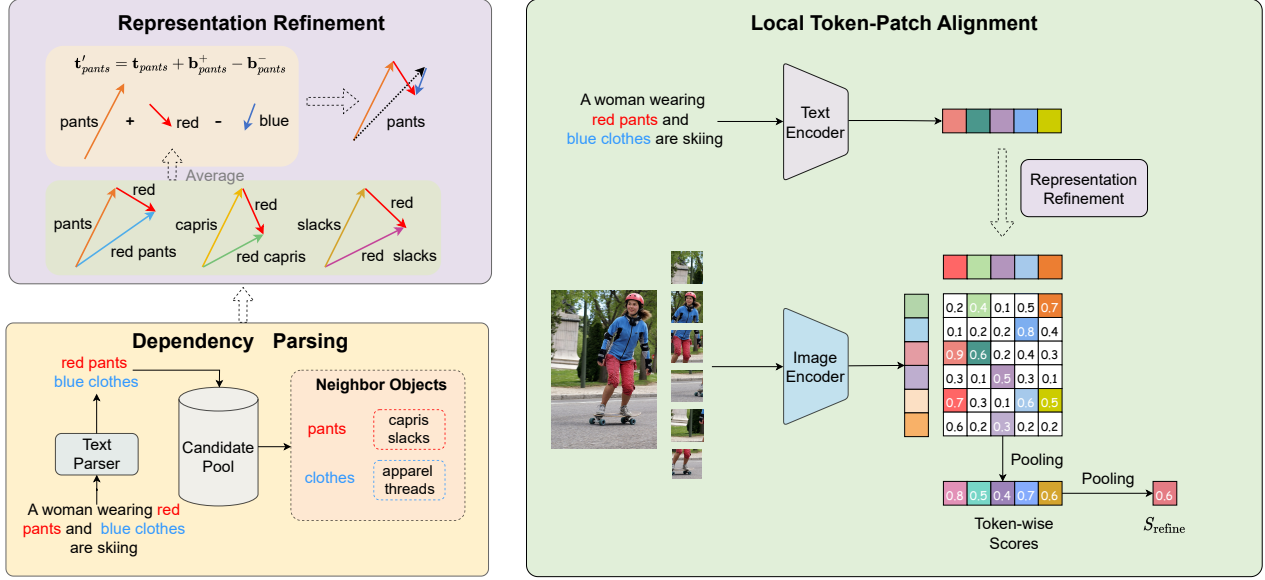 Representation Refinement
t′pants = tpants + b+pants − b−pants
pants
+
red
-
blue
pants
Average
red
pants
red pants
red
capris
red capris
red
slacks
red slacks
Dependency Parsing
red pants
blue clothes
Text
Parser
A woman wearing red
pants and blue clothes
are skiing
Candidate
Pool
Neighbor Objects
pants
capris
slacks
clothes
apparel
threads
Local Token-Patch Alignment
A woman wearing
red pants and
blue clothes are skiing
Text
Encoder
Representation
Refinement
Image
Encoder
0.2 0.4 0.1 0.5 0.7
0.1 0.2 0.2 0.8 0.4
0.9 0.6 0.2 0.4 0.3
0.3 0.1 0.5 0.3 0.1
0.7 0.3 0.1 0.6 0.5
0.6 0.2 0.3 0.2 0.2
Pooling
0.8 0.5 0.4 0.7 0.6
Pooling
0.6
Token-wise
Scores
Srefine